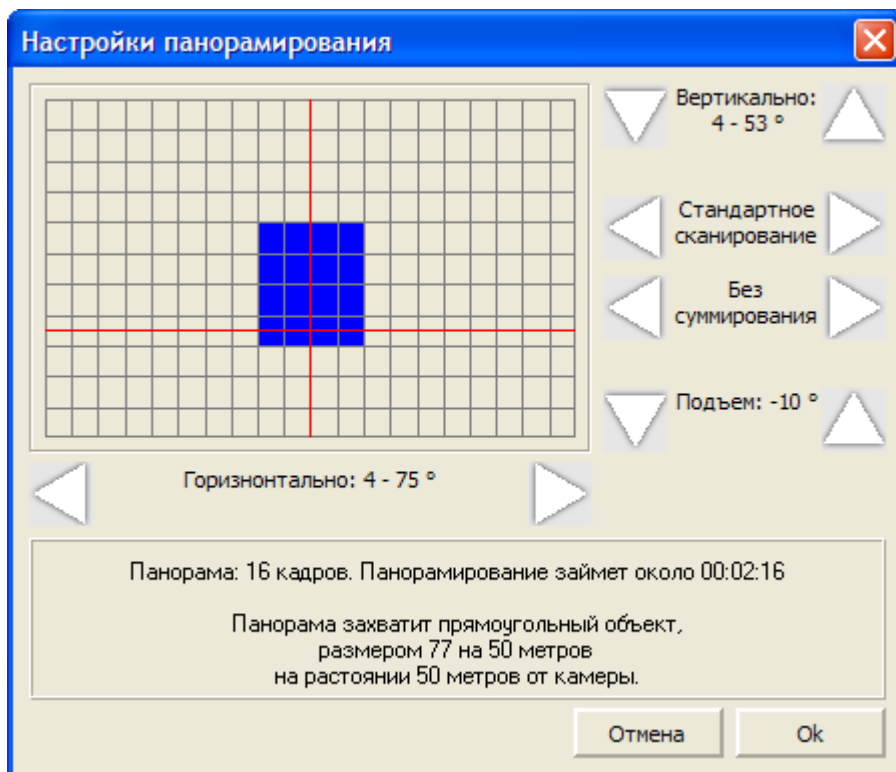 Настройки панорамирования
Вертикально:
4 - 53 °
Стандартное
сканирование
Без
суммирования
Подъем: -10 °
Горизнонтально: 4 - 75 °
Панорама: 16 кадров. Панорамирование займет около 00:02:16
Панорама захватит прямоугольный объект,
размером 77 на 50 метров
на растоянии 50 метров от камеры.
Отмена
Ok